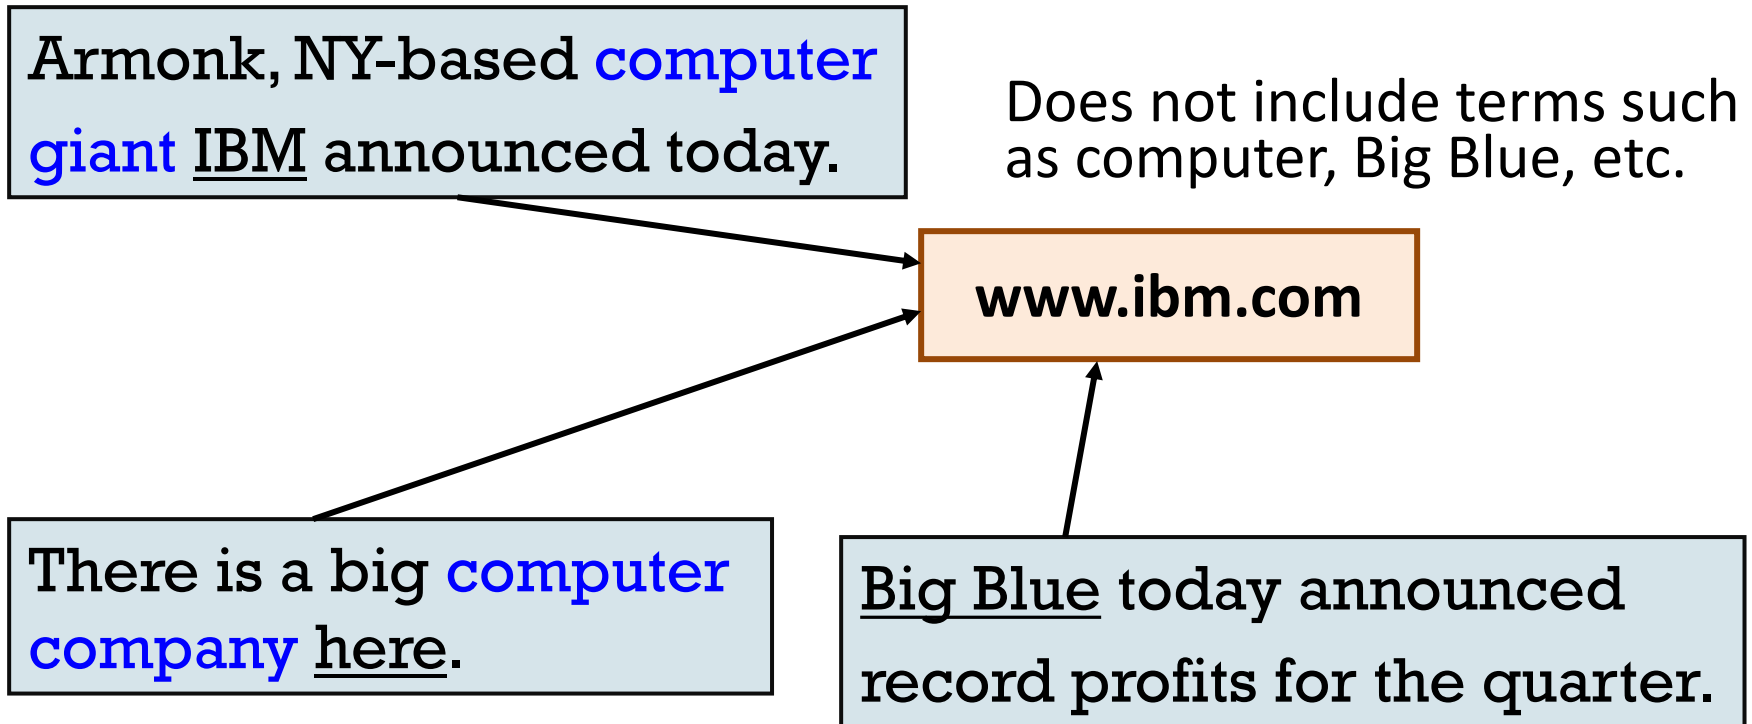 Armonk, NY-based computer
giant IBM announced today.
Does not include terms such
as computer, Big Blue, etc.
www.ibm.com
There is a big computer
company here.
Big Blue today announced
record profits for the quarter.